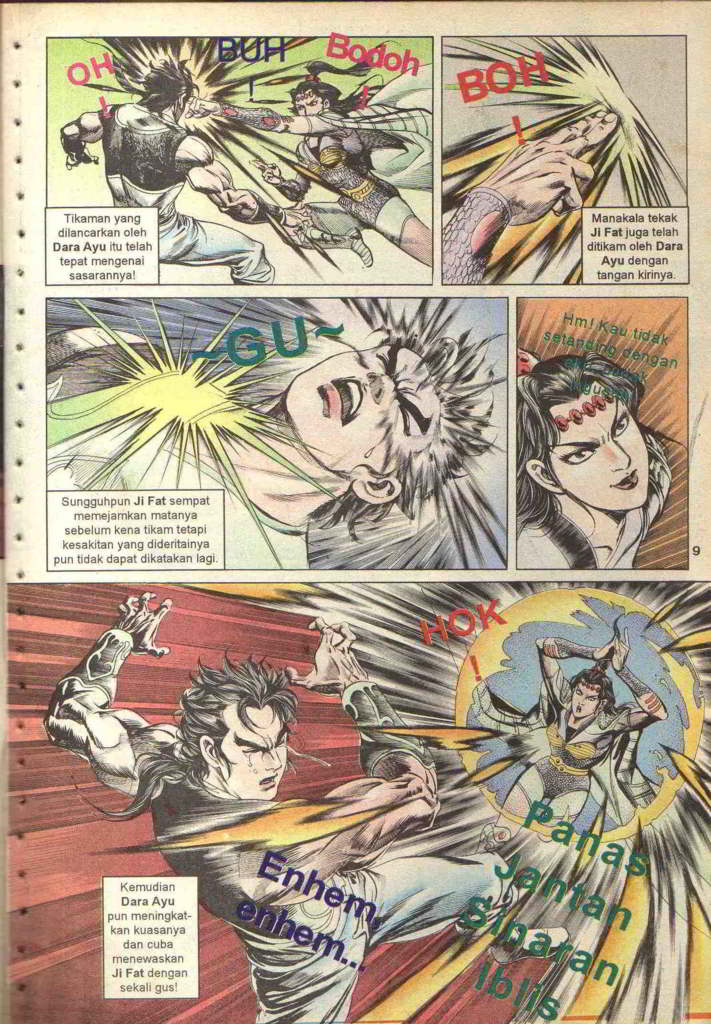 OH
!
BUH
!
Bodoh
!
Tikaman yang
dilancarkan oleh
Dara Ayu itu telah
tepat mengenai
sasarannya!
BOH
!
Manakala tekak
Ji Fat juga telah
ditikam oleh Dara
Ayu dengan
tangan kirinya.
~GU~
Sungguhpun Ji Fat sempat
memejamkan matanya
sebelum kena tikam tetapi
kesakitan yang dideritainya
pun tidak dapat dikatakan lagi.
Hm! Kau tidak
setanding dengan
9
HOK
!
Panas
Jantan
Sinaran
Iblis
Enhem,
enhem...
Kemudian
Dara Ayu
pun meningkat-
kan kuasanya
dan cuba
menewaskan
Ji Fat dengan
sekali gus!